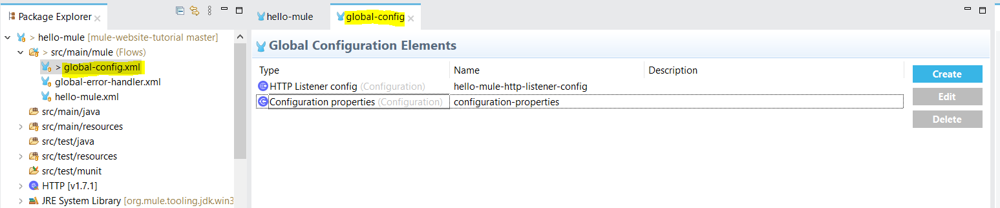 Package Explorer
> hello-mule [mule-website-tutorial master]
> src/main/mule (Flows)
> global-config.xml
global-error-handler.xml
hello-mule.xml
src/main/java
src/main/resources
src/test/java
src/test/resources
src/test/munit
HTTP [v1.7.1]
JRE System Library [org.mule.tooling.jdk.win3
hello-mule
global-config
Global Configuration Elements
Type Name Description
HTTP Listener config (Configuration) hello-mule-http-listener-config
Configuration properties (Configuration) configuration-properties
Create
Edit
Delete